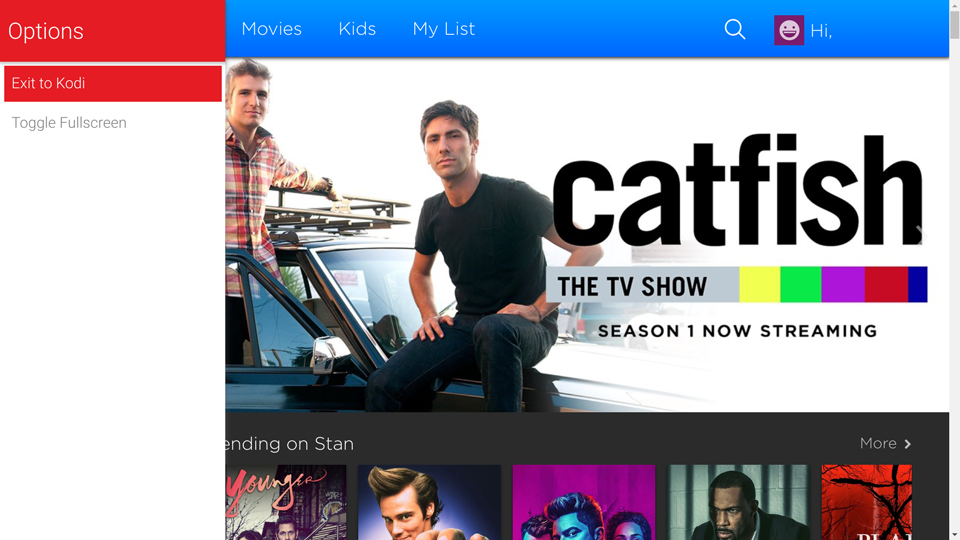 Options
Exit to Kodi
Toggle Fullscreen
Movies
Kids
My List
Hi,
catfish
THE TV SHOW
SEASON 1 NOW STREAMING
ending on Stan
More
Younger